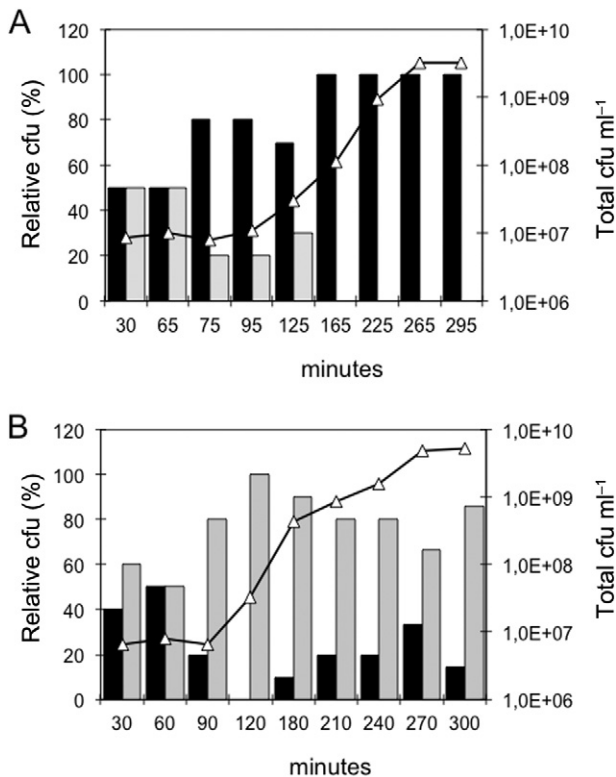 A
120
100
80
60
40
20
0
Relative cfu (%)
1,0E+10
1,0E+09
1,0E+08
1,0E+07
1,0E+06
Total cfu ml⁻¹
30 65 75 95 125 165 225 265 295
minutes
B
120
100
80
60
40
20
0
Relative cfu (%)
1,0E+10
1,0E+09
1,0E+08
1,0E+07
1,0E+06
Total cfu ml⁻¹
30 60 90 120 180 210 240 270 300
minutes